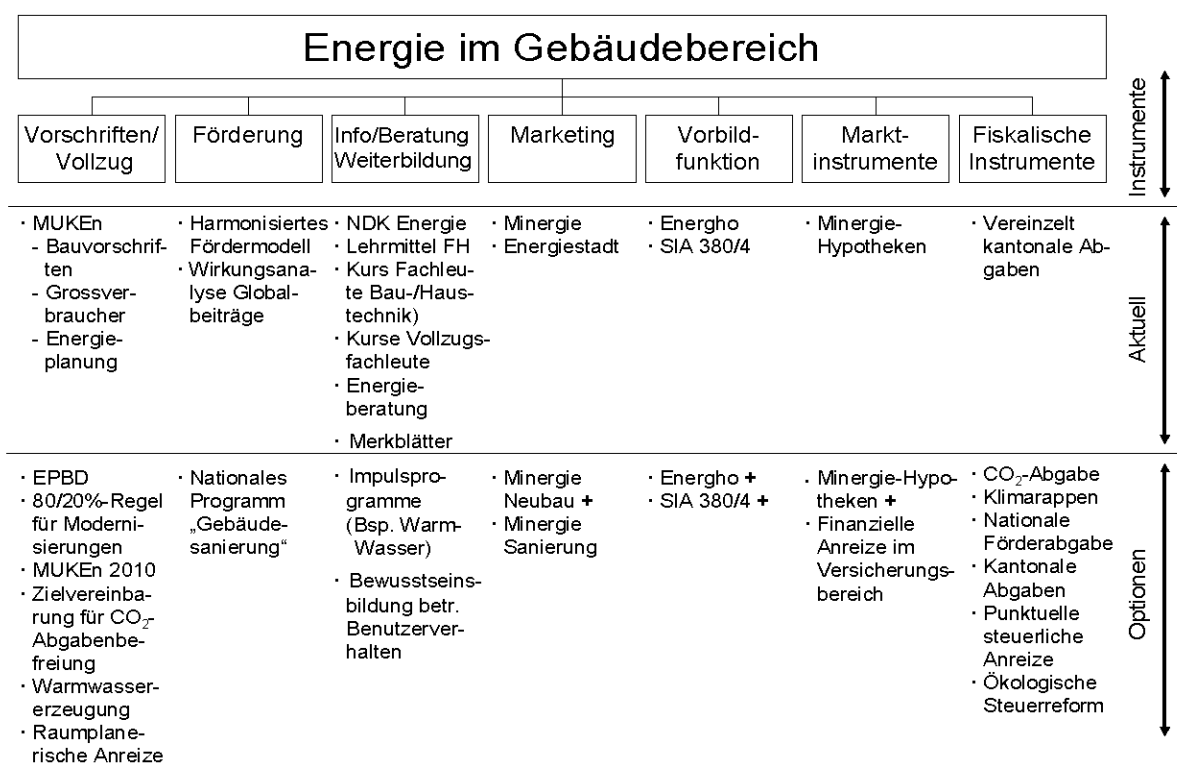 Energie im Gebäudebereich
Instrumente
Vorschriften/
Vollzug
Förderung
Info/Beratung
Weiterbildung
Marketing
Vorbild-
funktion
Markt-
instrumente
Fiskalische
Instrumente
Aktuell
· MUKEn
- Bauvorschrif-
ten
- Grossver-
braucher
- Energie-
planung
· Harmonisiertes
Fördermodell
· Wirkungsana-
lyse Global-
beiträge
· NDK Energie
· Lehrmittel FH
· Kurs Fachleu-
te Bau-/Haus-
technik)
· Kurse Vollzugs-
fachleute
· Energie-
beratung
· Merkblätter
· Minergie
· Energiestadt
· Energho
· SIA 380/4
· Minergie-
Hypotheken
· Vereinzelt
kantonale Ab-
gaben
Optionen
· EPBD
· 80/20%-Regel
für Moderni-
sierungen
· MUKEn 2010
· Zielvereinba-
rung für CO₂-
Abgabenbe-
freiung
· Warmwasser-
erzeugung
· Raumplane-
rische Anreize
· Nationales
Programm
„Gebäude-
sanierung“
· Impulspro-
gramme
(Bsp. Warm-
Wasser)
· Bewusstseins-
bildung betr.
Benutzerver-
halten
· Minergie
Neubau +
· Minergie
Sanierung
· Energho +
· SIA 380/4 +
· Minergie-Hypo-
theken +
· Finanzielle
Anreize im
Versicherungs-
bereich
· CO₂-Abgabe
· Klimarappen
· Nationale
Förderabgabe
· Kantonale
Abgaben
· Punktuelle
steuerliche
Anreize
· Ökologische
Steuerreform